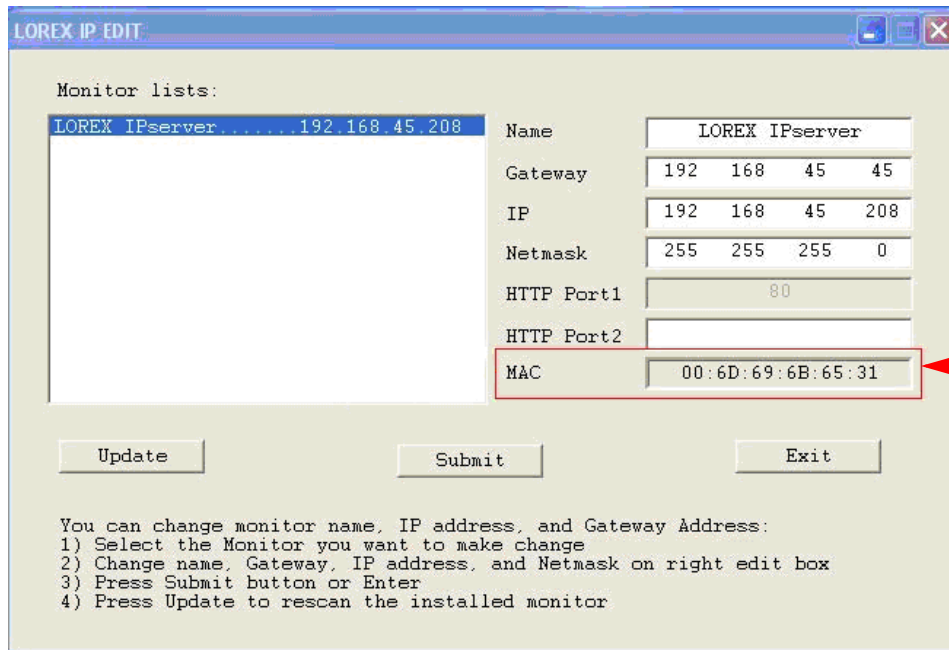 LOREX IP EDIT
Monitor lists:
LOREX IPserver.......192.168.45.208
Name LOREX IPserver
Gateway 192 168 45 45
IP 192 168 45 208
Netmask 255 255 255 0
HTTP Port1 80
HTTP Port2
MAC 00:6D:69:6B:65:31
Update Submit Exit
You can change monitor name, IP address, and Gateway Address:
1) Select the Monitor you want to make change
2) Change name, Gateway, IP address, and Netmask on right edit box
3) Press Submit button or Enter
4) Press Update to rescan the installed monitor